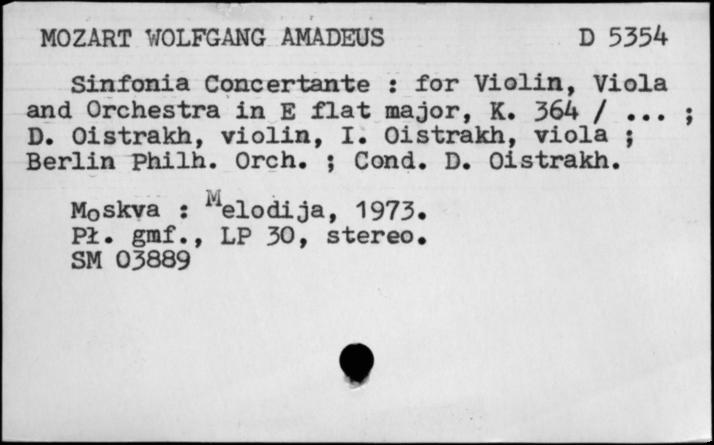 MOZART WOLFGANG AMADEUS D 5354
Sinfonia Concertante : for Violin, Viola
and Orchestra in E flat major, K. 364 / ... ;
D. Oistrakh, violin, I. Oistrakh, viola ;
Berlin Philh. Orch. ; Cond. D. Oistrakh.
Moskva : Melodija, 1973.
Pł. gmf., LP 30, stereo.
SM 03889